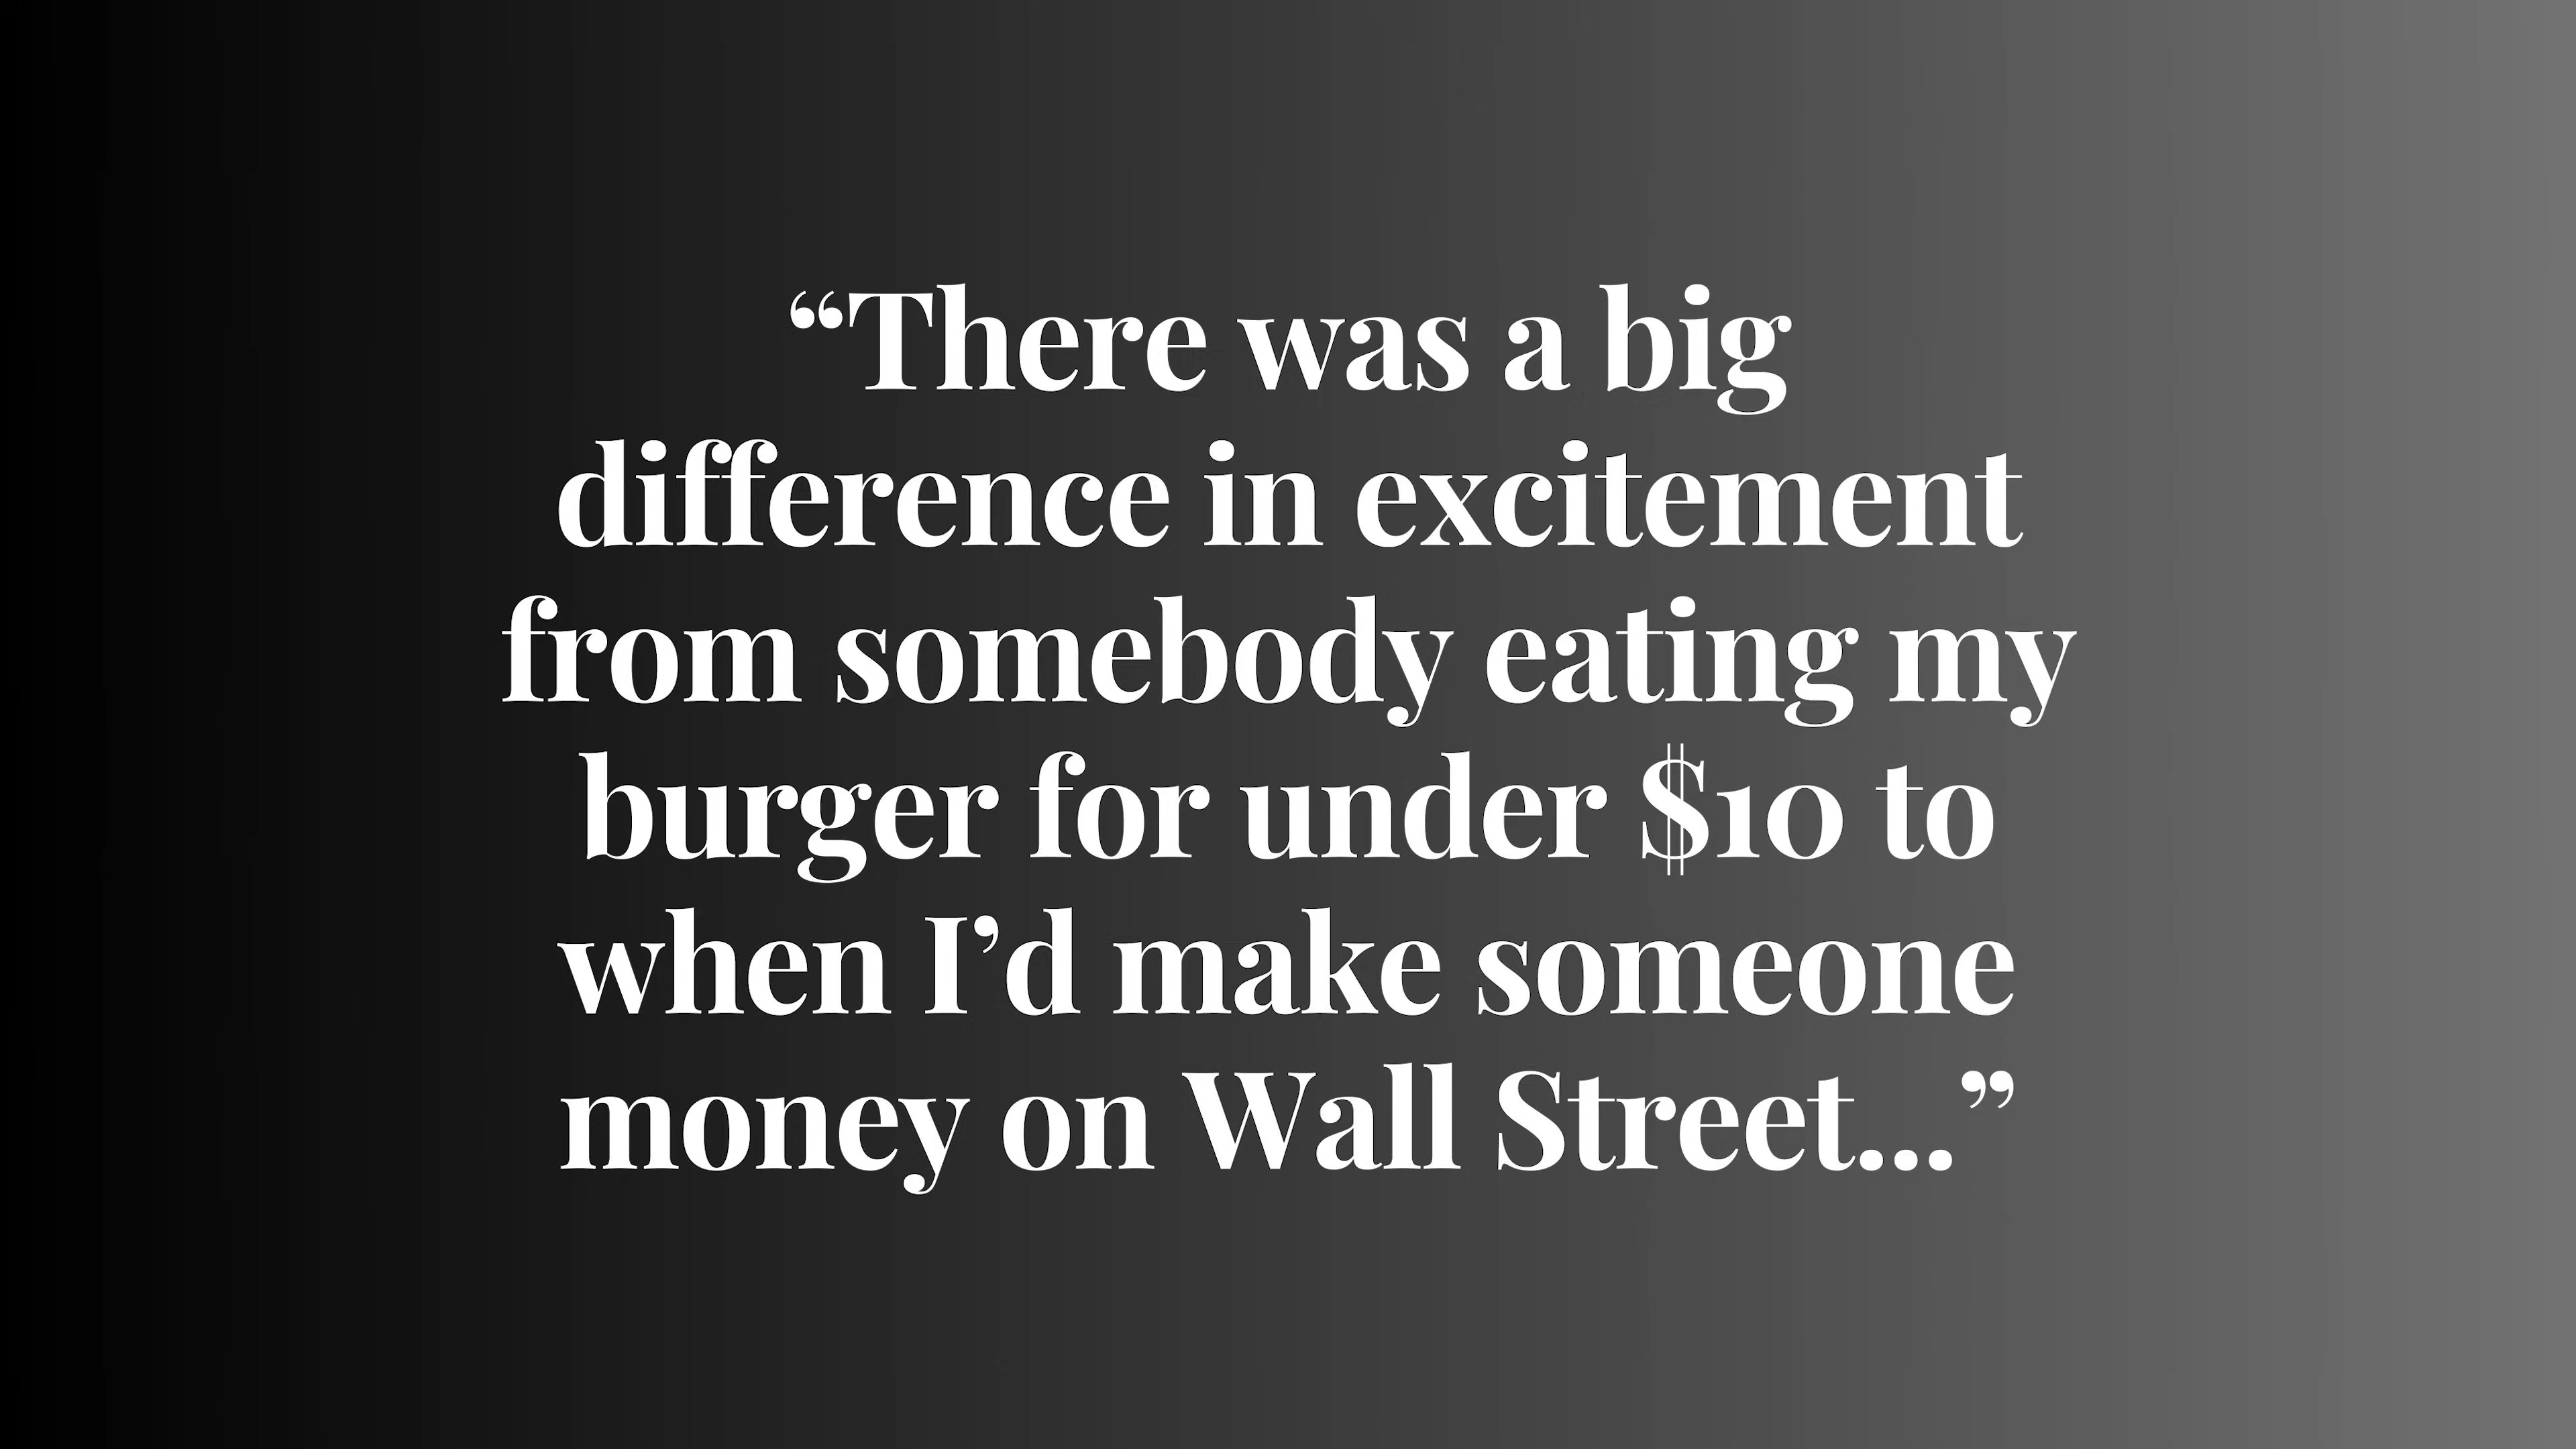 “There was a big
difference in excitement
from somebody eating my
burger for under $10 to
when I’d make someone
money on Wall Street...”